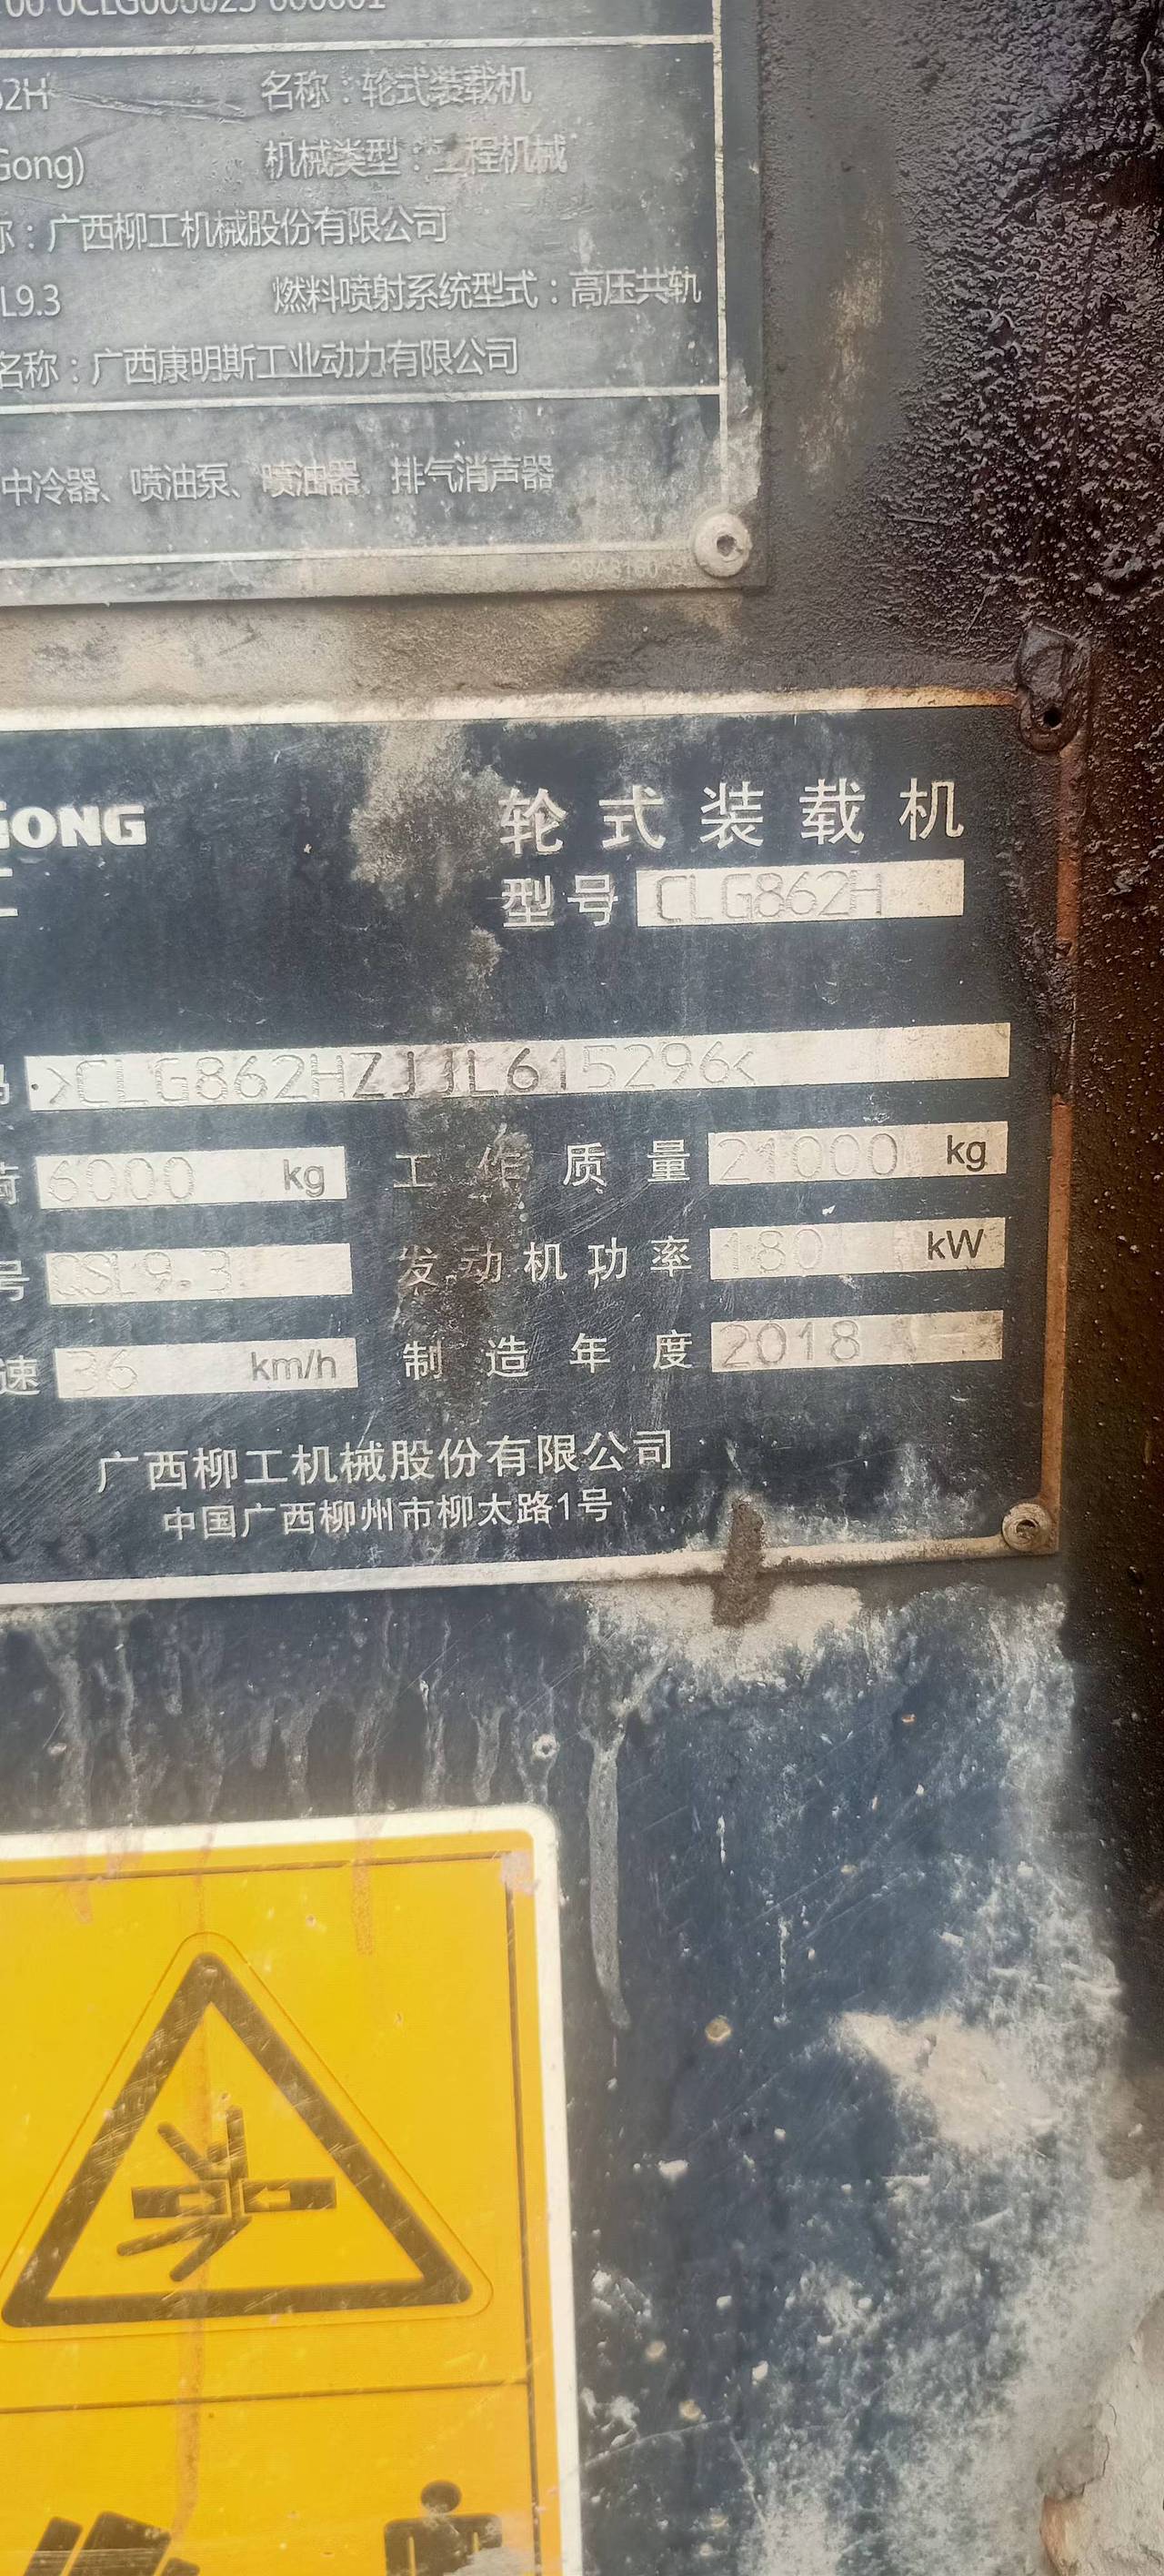 00 0CLG000025 000001
62H 名称：轮式装载机
Gong) 机械类型：工程机械
称：广西柳工机械股份有限公司
L9.3 燃料喷射系统型式：高压共轨
名称：广西康明斯工业动力有限公司
中冷器、喷油泵、喷油器、排气消声器
GONG
轮式装载机
型号 CLG862H
>CLG862HZJJL615296<
荷 6000 kg 工作质量 21000 kg
号 QSL9.3 发动机功率 180 kW
速 36 km/h 制造年度 2018
广西柳工机械股份有限公司
中国广西柳州市柳太路1号